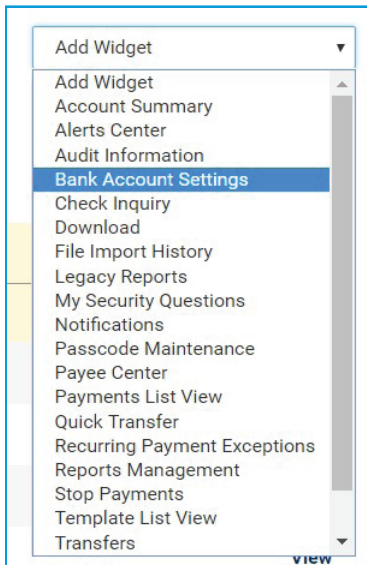 Add Widget
Add Widget
Account Summary
Alerts Center
Audit Information
Bank Account Settings
Check Inquiry
Download
File Import History
Legacy Reports
My Security Questions
Notifications
Passcode Maintenance
Payee Center
Payments List View
Quick Transfer
Recurring Payment Exceptions
Reports Management
Stop Payments
Template List View
Transfers
View